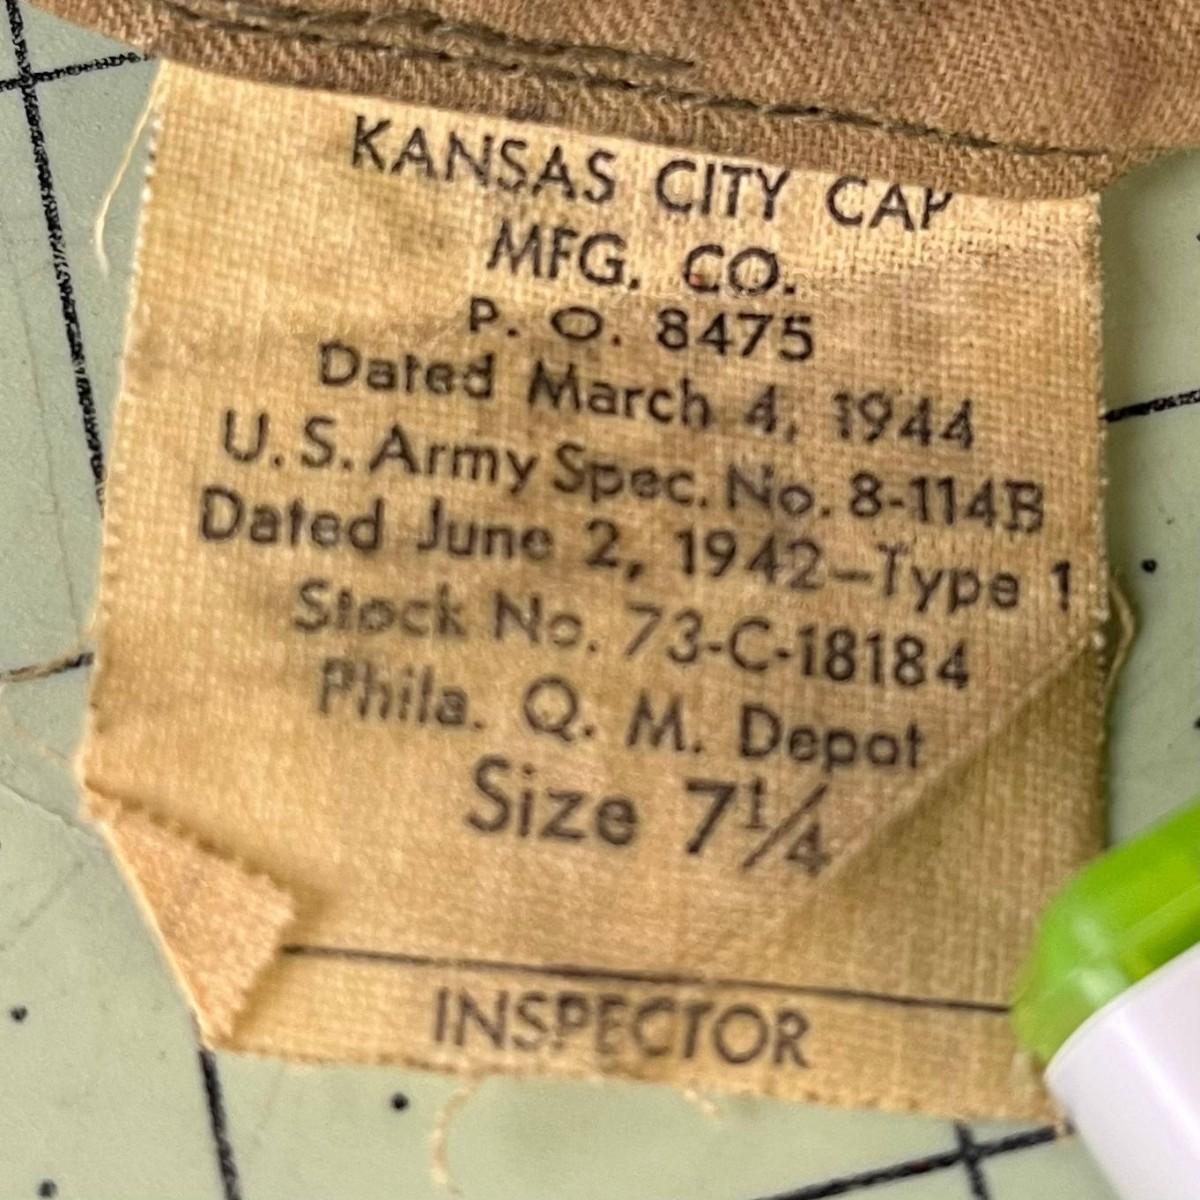 KANSAS CITY CAP
MFG. CO.
P. O. 8475
Dated March 4, 1944
U. S. Army Spec. No. 8-114B
Dated June 2, 1942–Type 1
Stock No. 73-C-18184
Phila. Q. M. Depot
Size 7¼
INSPECTOR